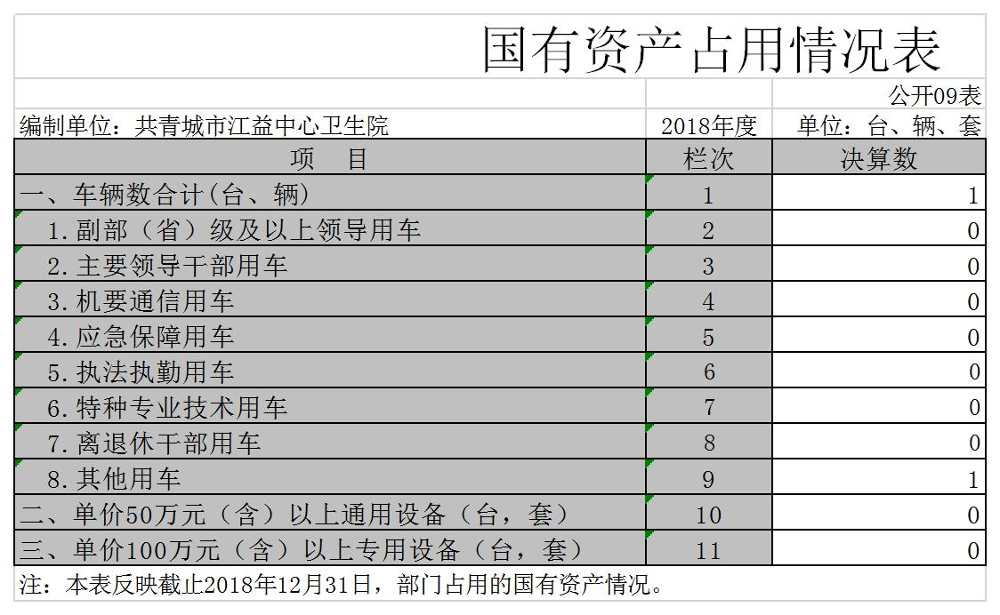 国有资产占用情况表
公开09表
编制单位：共青城市江益中心卫生院 2018年度 单位：台、辆、套
项 目 栏次 决算数
一、车辆数合计(台、辆) 1 1
1.副部（省）级及以上领导用车 2 0
2.主要领导干部用车 3 0
3.机要通信用车 4 0
4.应急保障用车 5 0
5.执法执勤用车 6 0
6.特种专业技术用车 7 0
7.离退休干部用车 8 0
8.其他用车 9 1
二、单价50万元（含）以上通用设备（台，套） 10 0
三、单价100万元（含）以上专用设备（台，套） 11 0
注：本表反映截止2018年12月31日，部门占用的国有资产情况。